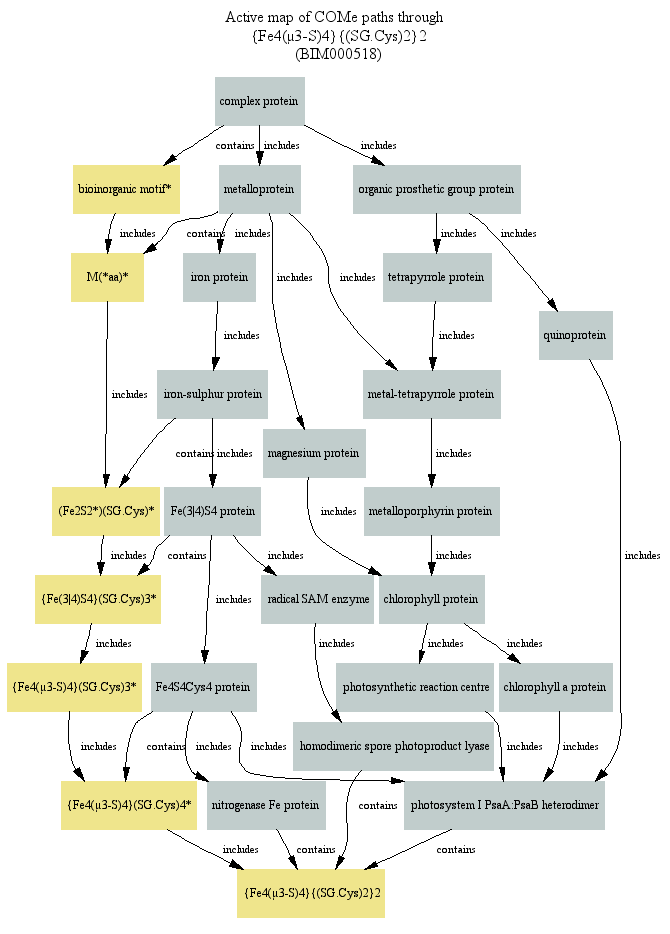 Active map of COMe paths through
{Fe4(µ3-S)4}{(SG.Cys)2}2
(BIM000518)
complex protein
contains
includes
includes
bioinorganic motif*
metalloprotein
organic prosthetic group protein
includes
contains
includes
includes
includes
includes
includes
M(*aa)*
iron protein
tetrapyrrole protein
quinoprotein
includes
includes
includes
iron-sulphur protein
metal-tetrapyrrole protein
contains
includes
magnesium protein
includes
(Fe2S2*)(SG.Cys)*
Fe(3|4)S4 protein
metalloporphyrin protein
includes
contains
includes
includes
includes
includes
includes
{Fe(3|4)S4}(SG.Cys)3*
radical SAM enzyme
chlorophyll protein
includes
includes
includes
includes
{Fe4(µ3-S)4}(SG.Cys)3*
Fe4S4Cys4 protein
photosynthetic reaction centre
chlorophyll a protein
includes
contains
includes
includes
homodimeric spore photoproduct lyase
includes
includes
{Fe4(µ3-S)4}(SG.Cys)4*
nitrogenase Fe protein
contains
photosystem I PsaA:PsaB heterodimer
includes
contains
contains
{Fe4(µ3-S)4}{(SG.Cys)2}2